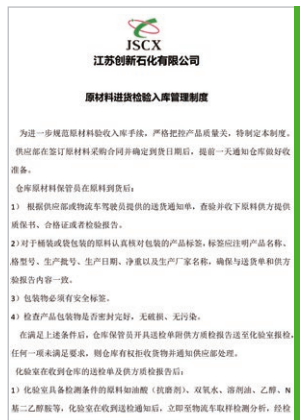 JSCX
江苏创新石化有限公司
原材料进货检验入库管理制度
为进一步规范原材料验收入库手续，严格把控产品质量关，特制定本制度。
供应部在签订原材料采购合同并确定到货日期后，提前一天通知仓库做好收
准备。
仓库原材料保管员在原料到货后：
1） 根据供应部或物流车驾驶员提供的送货通知单，查验并收下原料供方提
质保书、合格证或者检验报告。
2)对于桶装或袋包装的原料认真核对包装的产品标签，标签应注明产品名称、
格型号、生产批号、生产日期、净重以及生产厂家名称，确保与送货单和供方
验报告内容一致。
3）包装物必须有安全标签。
4）检查产品包装物是否密封完好，无破损、无污染。
在满足上述条件后，仓库保管员开具送检单附供方质检报告送至化验室报检，
任何一项未满足要求，则仓库有权拒收货物并通知供应部处理。
化验室在收到仓库的送检单及供方质检报告后：
1）化验室具备检测条件的原料如油酸（抗磨剂）、双氧水、溶剂油、乙醇、N
基二乙醇胺等，化验室在收到送检通知后，立即至物流车取样检测分析，经检